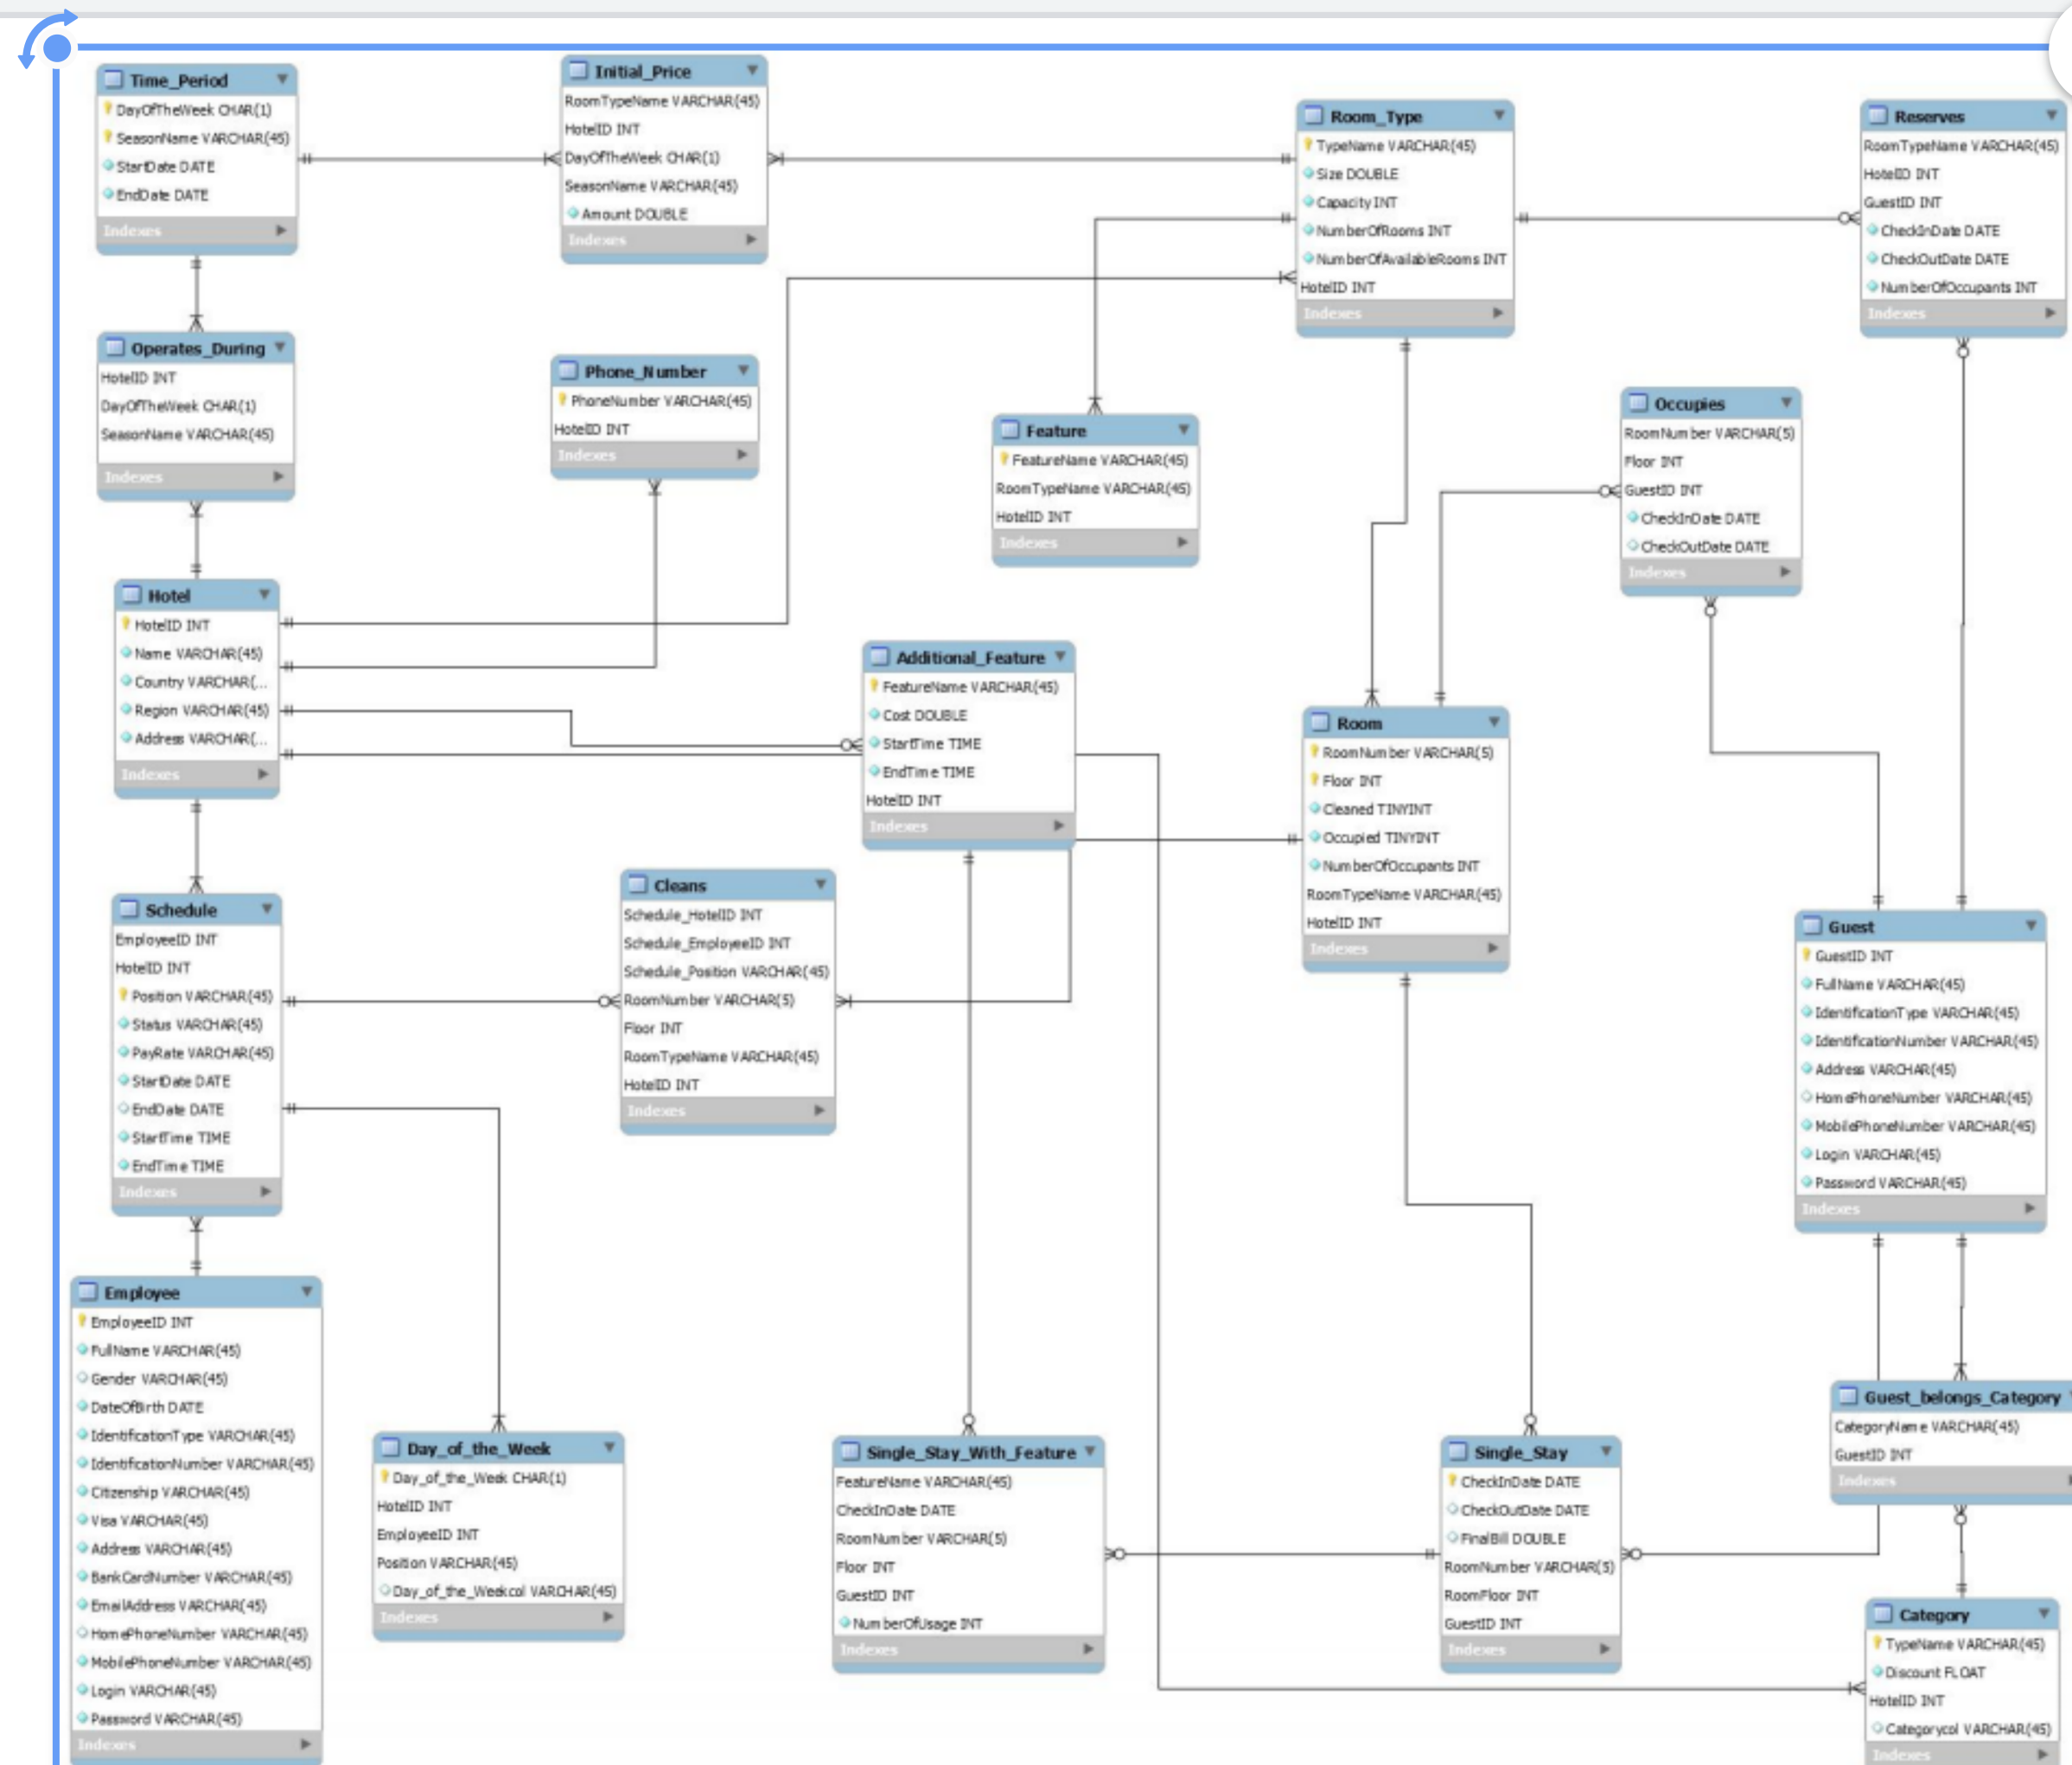 Time_Period
DayOfTheWeek CHAR(1)
SeasonName VARCHAR(45)
StartDate DATE
EndDate DATE
Indexes
Initial_Price
RoomTypeName VARCHAR(45)
HotelID INT
DayOfTheWeek CHAR(1)
SeasonName VARCHAR(45)
Amount DOUBLE
Indexes
Room_Type
TypeName VARCHAR(45)
Size DOUBLE
Capacity INT
NumberOfRooms INT
NumberOfAvailableRooms INT
HotelID INT
Indexes
Reserves
RoomTypeName VARCHAR(45)
HotelID INT
GuestID INT
CheckInDate DATE
CheckOutDate DATE
NumberOfOccupants INT
Indexes
Operates_During
HotelID INT
DayOfTheWeek CHAR(1)
SeasonName VARCHAR(45)
Indexes
Phone_Number
PhoneNumber VARCHAR(45)
HotelID INT
Indexes
Feature
FeatureName VARCHAR(45)
RoomTypeName VARCHAR(45)
HotelID INT
Indexes
Occupies
RoomNumber VARCHAR(5)
Floor INT
GuestID INT
CheckInDate DATE
CheckOutDate DATE
Indexes
Hotel
HotelID INT
Name VARCHAR(45)
Country VARCHAR(...
Region VARCHAR(45)
Address VARCHAR(...
Indexes
Additional_Feature
FeatureName VARCHAR(45)
Cost DOUBLE
StartTime TIME
EndTime TIME
HotelID INT
Indexes
Room
RoomNumber VARCHAR(5)
Floor INT
Cleaned TINYINT
Occupied TINYINT
NumberOfOccupants INT
RoomTypeName VARCHAR(45)
HotelID INT
Indexes
Schedule
EmployeeID INT
HotelID INT
Position VARCHAR(45)
Status VARCHAR(45)
PayRate VARCHAR(45)
StartDate DATE
EndDate DATE
StartTime TIME
EndTime TIME
Indexes
Cleans
Schedule_HotelID INT
Schedule_EmployeeID INT
Schedule_Position VARCHAR(45)
RoomNumber VARCHAR(5)
Floor INT
RoomTypeName VARCHAR(45)
HotelID INT
Indexes
Guest
GuestID INT
FullName VARCHAR(45)
IdentificationType VARCHAR(45)
IdentificationNumber VARCHAR(45)
Address VARCHAR(45)
HomePhoneNumber VARCHAR(45)
MobilePhoneNumber VARCHAR(45)
Login VARCHAR(45)
Password VARCHAR(45)
Indexes
Employee
EmployeeID INT
FullName VARCHAR(45)
Gender VARCHAR(45)
DateOfBirth DATE
IdentificationType VARCHAR(45)
IdentificationNumber VARCHAR(45)
Citizenship VARCHAR(45)
Visa VARCHAR(45)
Address VARCHAR(45)
BankCardNumber VARCHAR(45)
EmailAddress VARCHAR(45)
HomePhoneNumber VARCHAR(45)
MobilePhoneNumber VARCHAR(45)
Login VARCHAR(45)
Password VARCHAR(45)
Indexes
Day_of_the_Week
Day_of_the_Week CHAR(1)
HotelID INT
EmployeeID INT
Position VARCHAR(45)
Day_of_the_Weekcol VARCHAR(45)
Indexes
Single_Stay_With_Feature
FeatureName VARCHAR(45)
CheckInDate DATE
RoomNumber VARCHAR(5)
Floor INT
GuestID INT
NumberOfUsage INT
Indexes
Single_Stay
CheckInDate DATE
CheckOutDate DATE
FinalBill DOUBLE
RoomNumber VARCHAR(5)
RoomFloor INT
GuestID INT
Indexes
Guest_belongs_Category
CategoryName VARCHAR(45)
GuestID INT
Indexes
Category
TypeName VARCHAR(45)
Discount FLOAT
HotelID INT
Categorycol VARCHAR(45)
Indexes